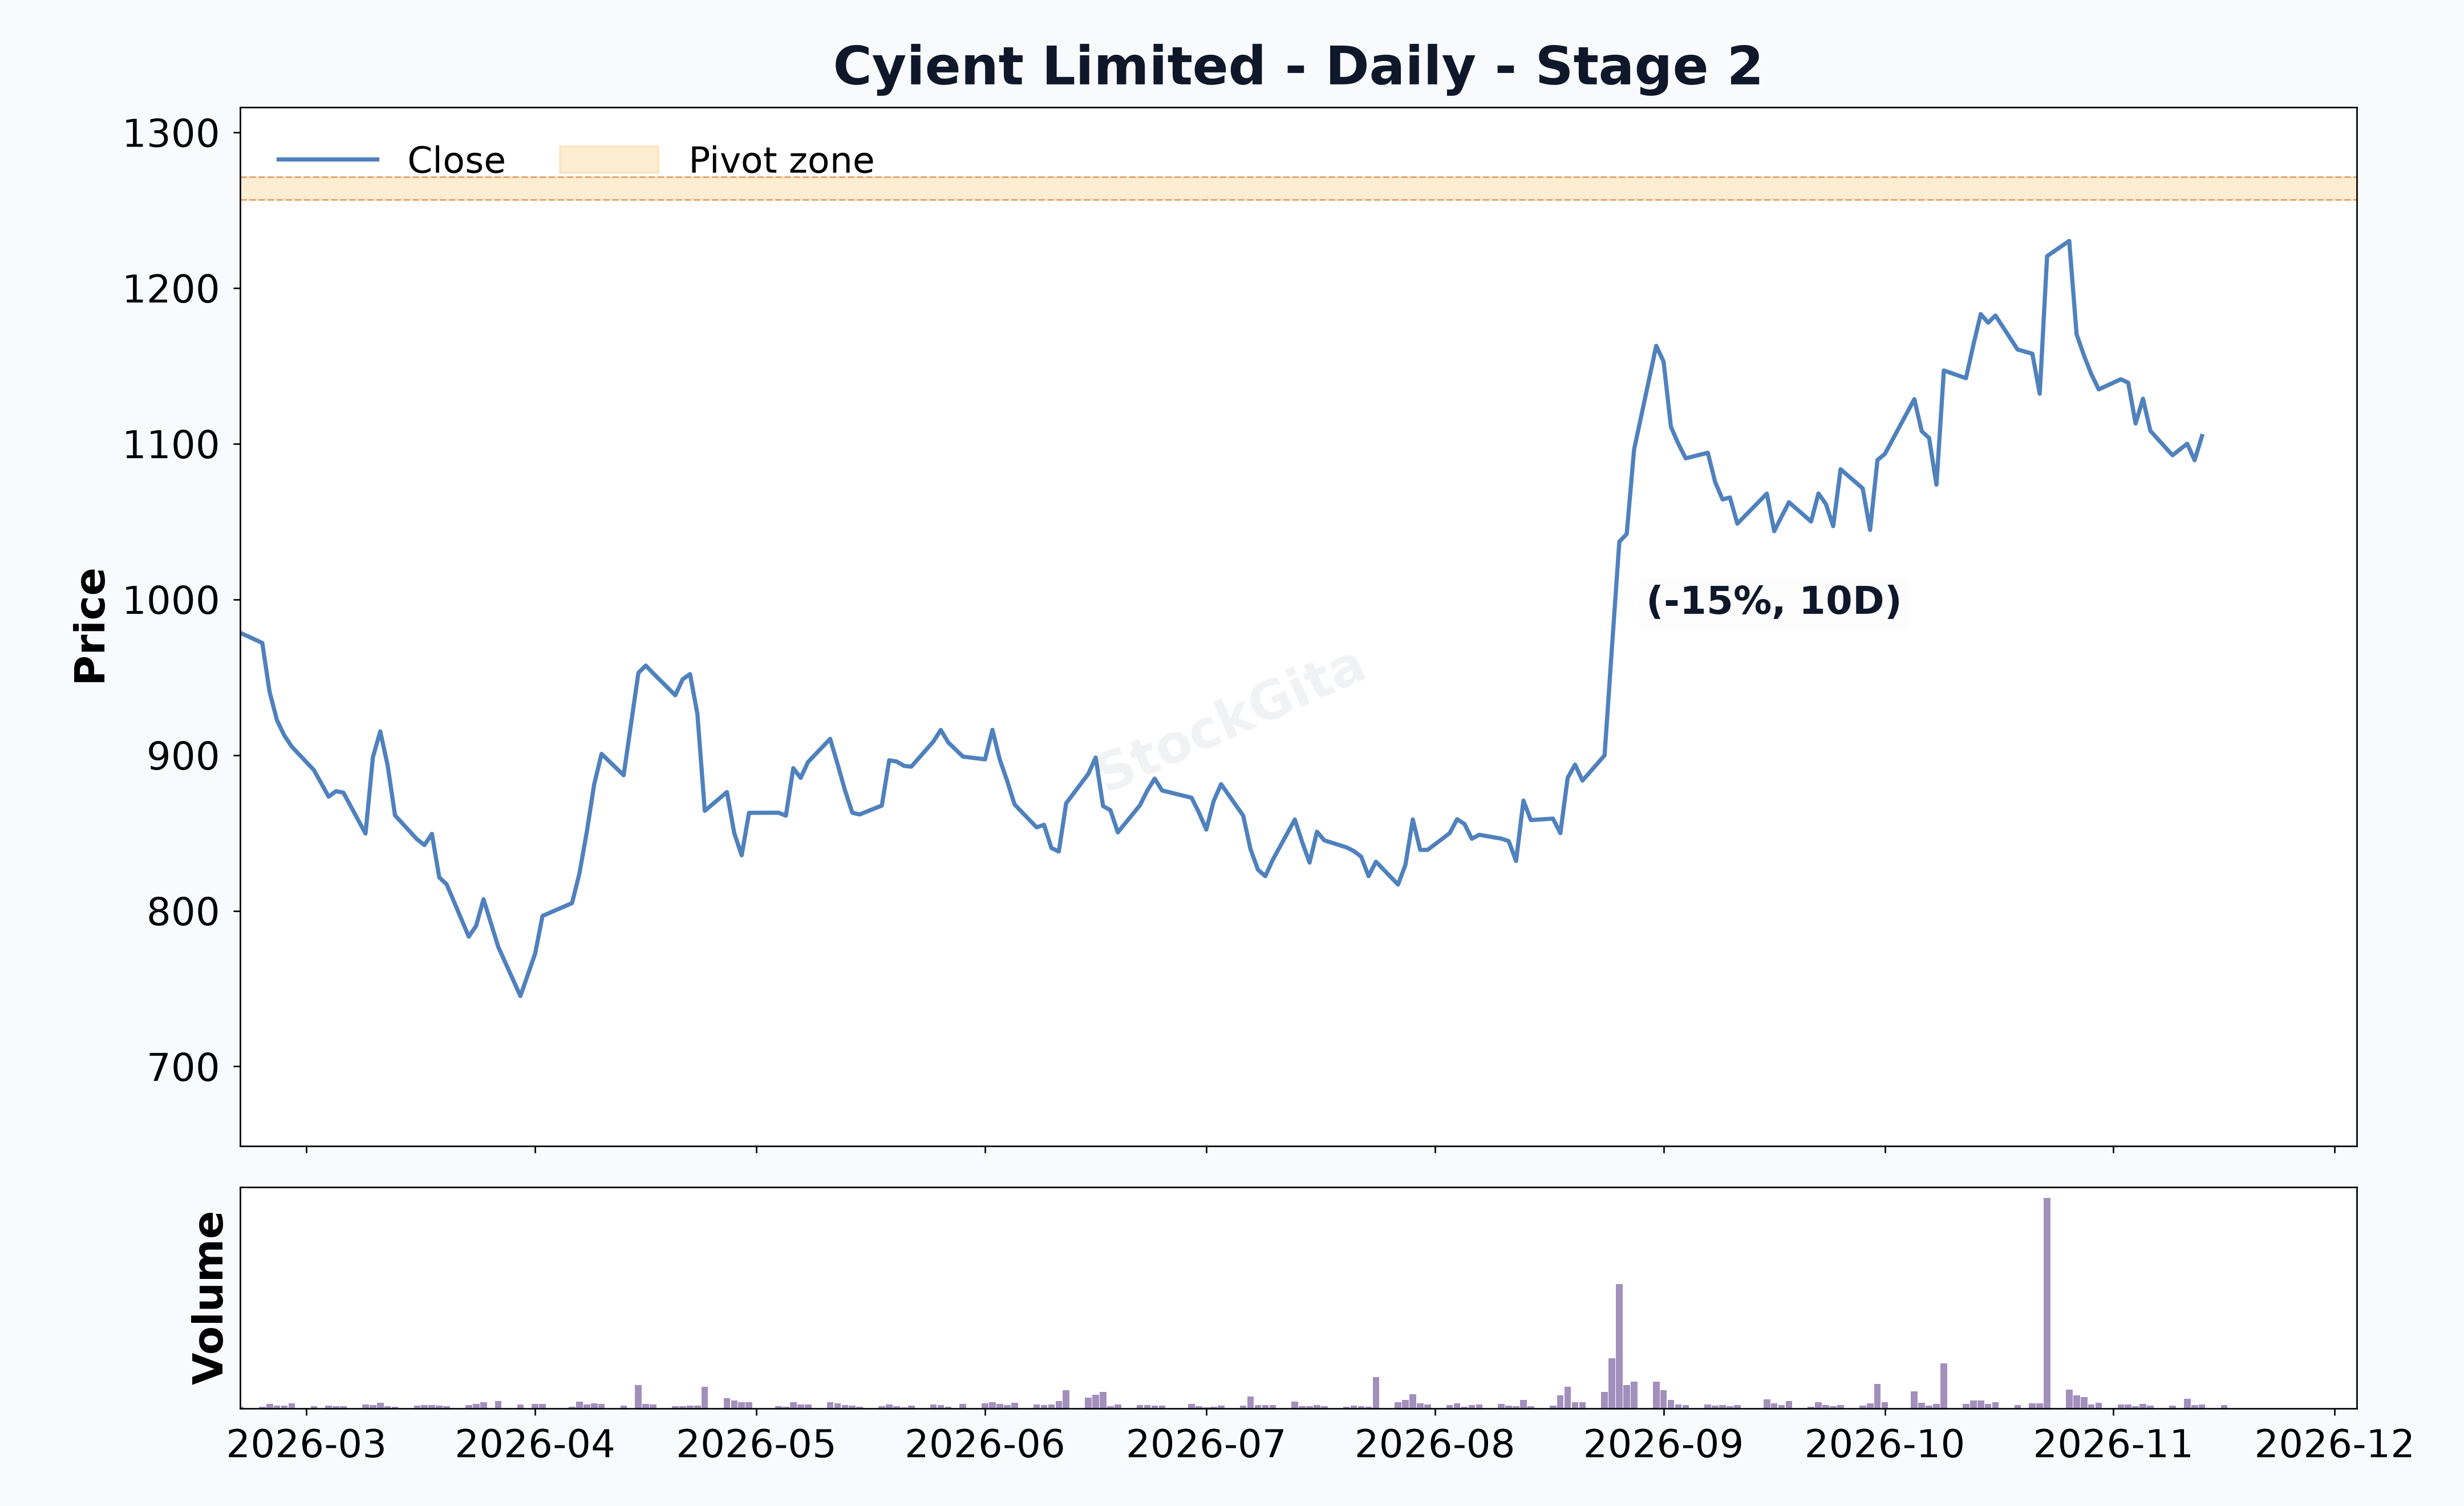 Cyient Limited - Daily - Stage 2
Close
Pivot zone
1300
1200
1100
1000
900
800
700
Price
(-15%, 10D)
StockGita
Volume
2026-03
2026-04
2026-05
2026-06
2026-07
2026-08
2026-09
2026-10
2026-11
2026-12